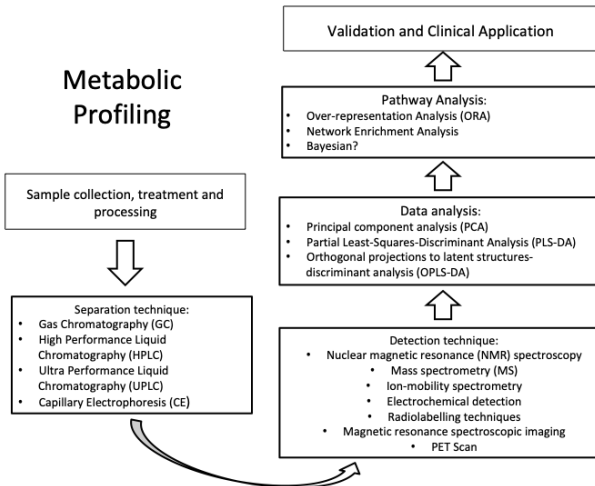 Metabolic
Profiling
Sample collection, treatment and
processing
Separation technique:
• Gas Chromatography (GC)
• High Performance Liquid
Chromatography (HPLC)
• Ultra Performance Liquid
Chromatography (UPLC)
• Capillary Electrophoresis (CE)
Detection technique:
• Nuclear magnetic resonance (NMR) spectroscopy
• Mass spectrometry (MS)
• Ion-mobility spectrometry
• Electrochemical detection
• Radiolabelling techniques
• Magnetic resonance spectroscopic imaging
• PET Scan
Data analysis:
• Principal component analysis (PCA)
• Partial Least-Squares-Discriminant Analysis (PLS-DA)
• Orthogonal projections to latent structures-
discriminant analysis (OPLS-DA)
Pathway Analysis:
• Over-representation Analysis (ORA)
• Network Enrichment Analysis
• Bayesian?
Validation and Clinical Application